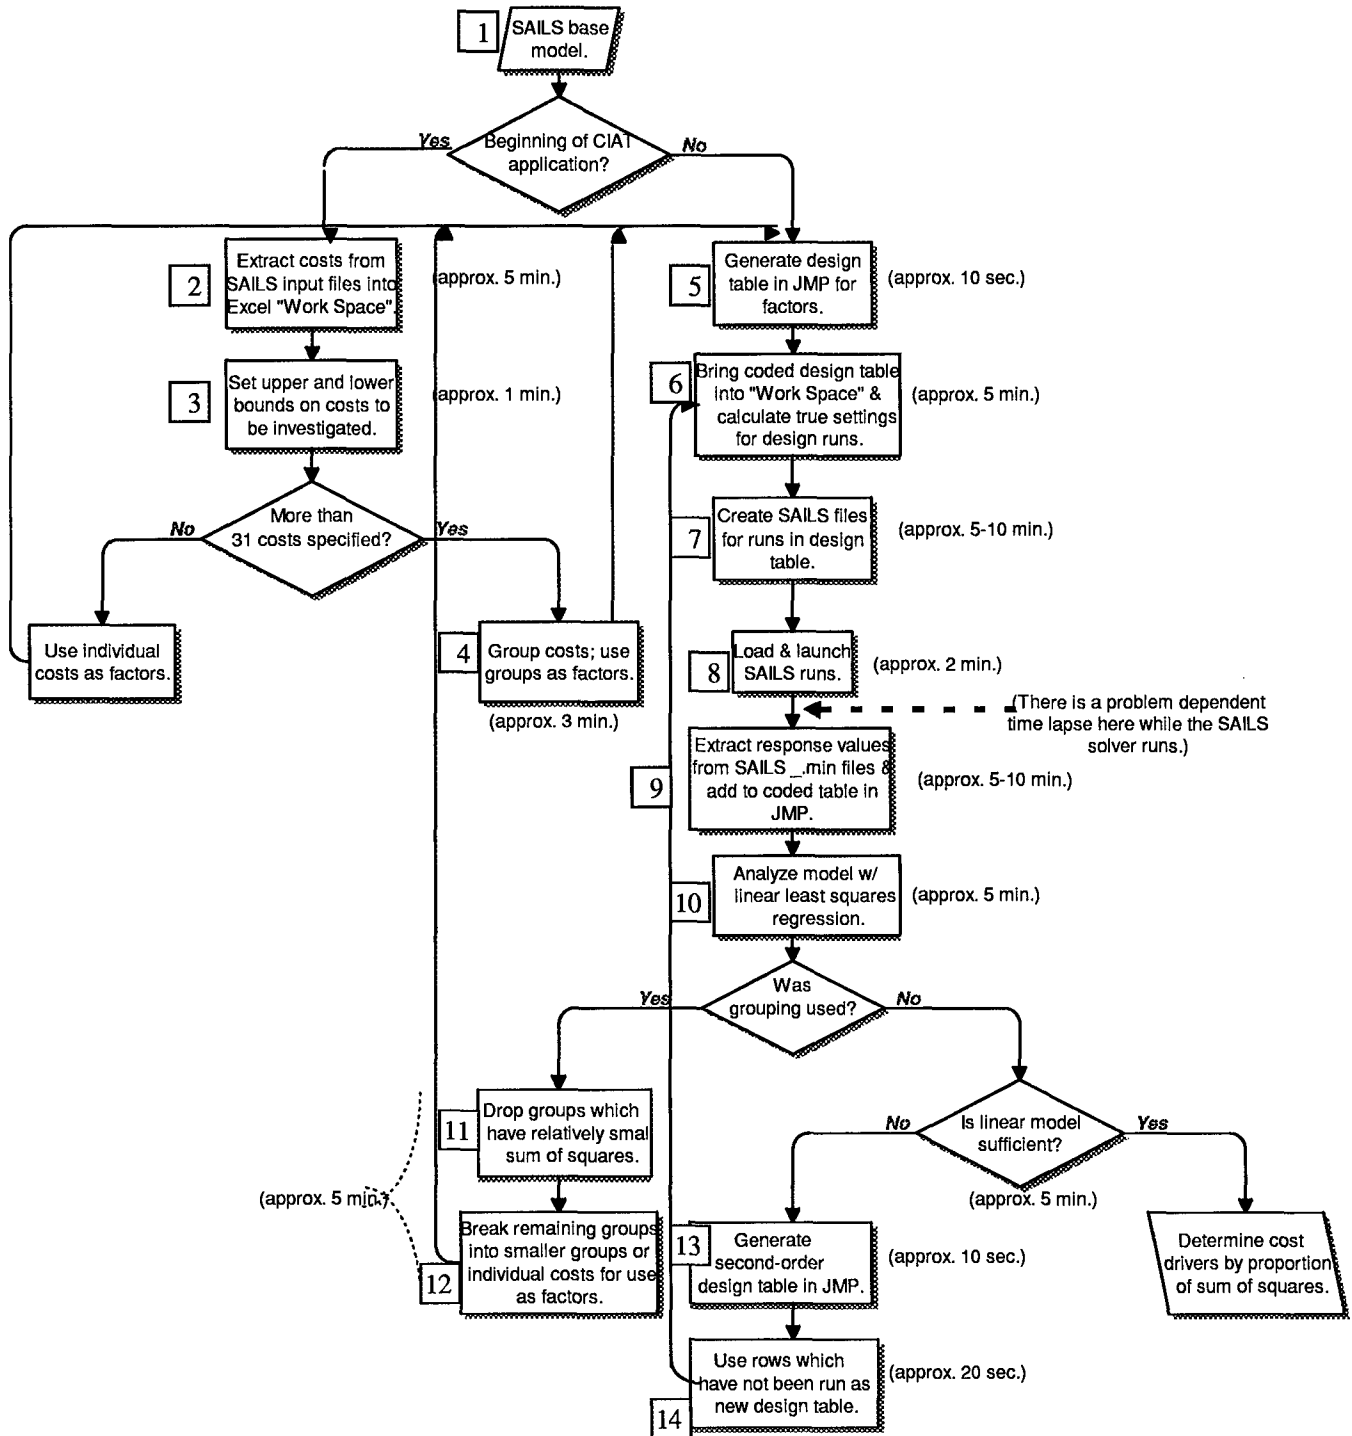 1
SAILS base
model.
Beginning of CIAT
application?
Yes
No
2
Extract costs from
SAILS input files into
Excel "Work Space".
(approx. 5 min.)
5
Generate design
table in JMP for
factors.
(approx. 10 sec.)
3
Set upper and lower
bounds on costs to
be investigated.
(approx. 1 min.)
6
Bring coded design table
into "Work Space" &
calculate true settings
for design runs.
(approx. 5 min.)
More than
31 costs specified?
No
Yes
7
Create SAILS files
for runs in design
table.
(approx. 5-10 min.)
Use individual
costs as factors.
4
Group costs; use
groups as factors.
(approx. 3 min.)
8
Load & launch
SAILS runs.
(approx. 2 min.)
(There is a problem dependent
time lapse here while the SAILS
solver runs.)
9
Extract response values
from SAILS _.min files &
add to coded table in
JMP.
(approx. 5-10 min.)
10
Analyze model w/
linear least squares
regression.
(approx. 5 min.)
Was
grouping used?
Yes
No
11
Drop groups which
have relatively smal
sum of squares.
Is linear model
sufficient?
No
Yes
(approx. 5 min.)
(approx. 5 min.)
12
Break remaining groups
into smaller groups or
individual costs for use
as factors.
13
Generate
second-order
design table in JMP.
(approx. 10 sec.)
Determine cost
drivers by proportion
of sum of squares.
14
Use rows which
have not been run as
new design table.
(approx. 20 sec.)